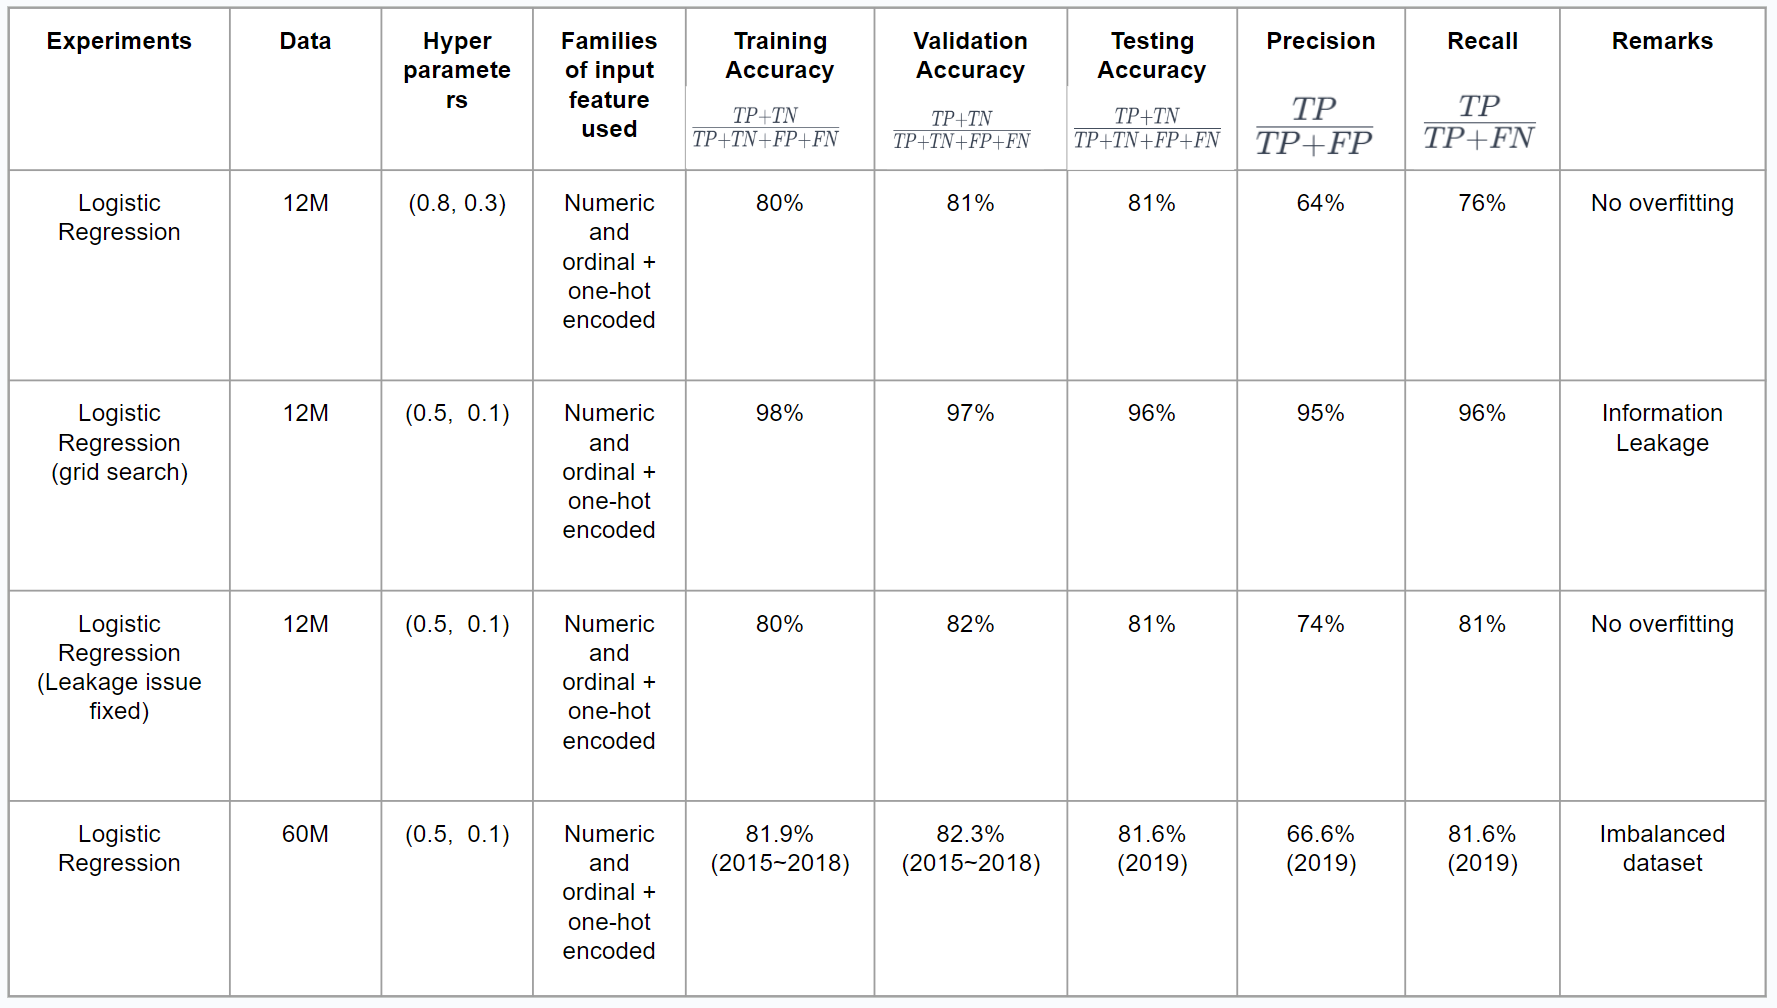 Experiments
Data
Hyper
paramete
rs
Families
of input
feature
used
Training
Accuracy
TP+TN
TP+TN+FP+FN
Validation
Accuracy
TP+TN
TP+TN+FP+FN
Testing
Accuracy
TP+TN
TP+TN+FP+FN
Precision
TP
TP+FP
Recall
TP
TP+FN
Remarks
Logistic
Regression
12M
(0.8, 0.3)
Numeric
and
ordinal +
one-hot
encoded
80%
81%
81%
64%
76%
No overfitting
Logistic
Regression
(grid search)
12M
(0.5,  0.1)
Numeric
and
ordinal +
one-hot
encoded
98%
97%
96%
95%
96%
Information
Leakage
Logistic
Regression
(Leakage issue
fixed)
12M
(0.5,  0.1)
Numeric
and
ordinal +
one-hot
encoded
80%
82%
81%
74%
81%
No overfitting
Logistic
Regression
60M
(0.5,  0.1)
Numeric
and
ordinal +
one-hot
encoded
81.9%
(2015~2018)
82.3%
(2015~2018)
81.6%
(2019)
66.6%
(2019)
81.6%
(2019)
Imbalanced
dataset